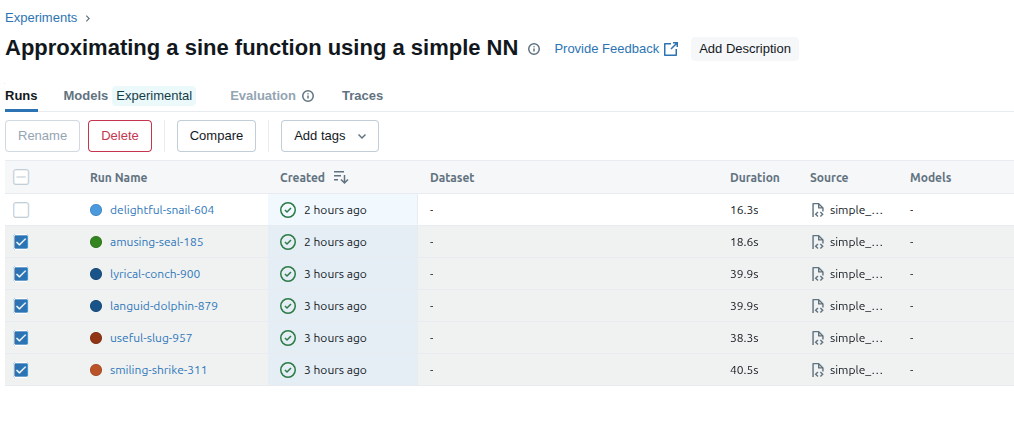 Experiments ›
Approximating a sine function using a simple NN Provide Feedback Add Description
Runs Models Experimental Evaluation Traces
Rename Delete Compare Add tags
Run Name Created Dataset Duration Source Models
delightful-snail-604 2 hours ago - 16.3s simple_... -
amusing-seal-185 2 hours ago - 18.6s simple_... -
lyrical-conch-900 3 hours ago - 39.9s simple_... -
languid-dolphin-879 3 hours ago - 39.9s simple_... -
useful-slug-957 3 hours ago - 38.3s simple_... -
smiling-shrike-311 3 hours ago - 40.5s simple_... -